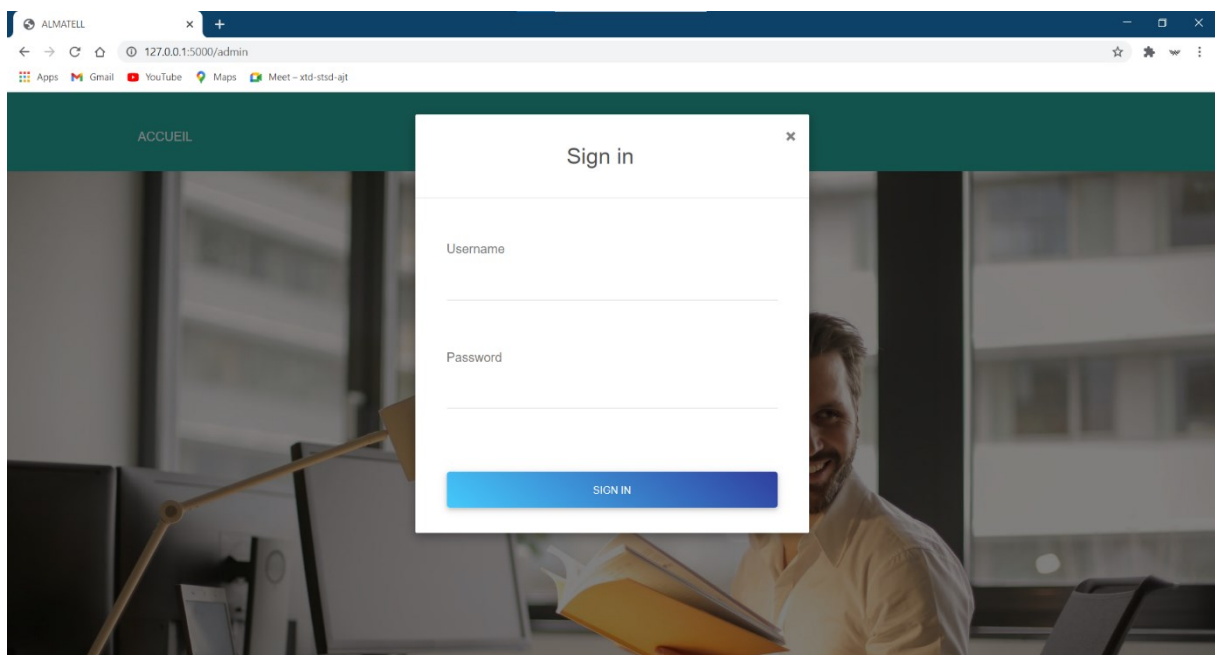 ALMATELL
127.0.0.1:5000/admin
Apps Gmail YouTube Maps Meet – xtd-stsd-ajt
ACCUEIL
Sign in
Username
Password
SIGN IN